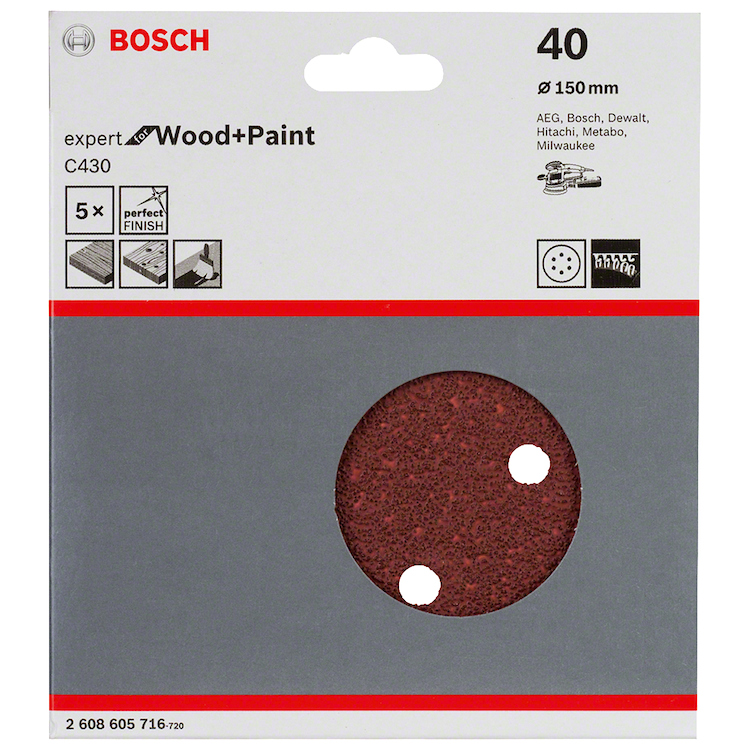 BOSCH
expert for Wood+Paint
C430
5×
perfect
FINISH
40
Ø 150 mm
AEG, Bosch, Dewalt,
Hitachi, Metabo,
Milwaukee
2 608 605 716-720